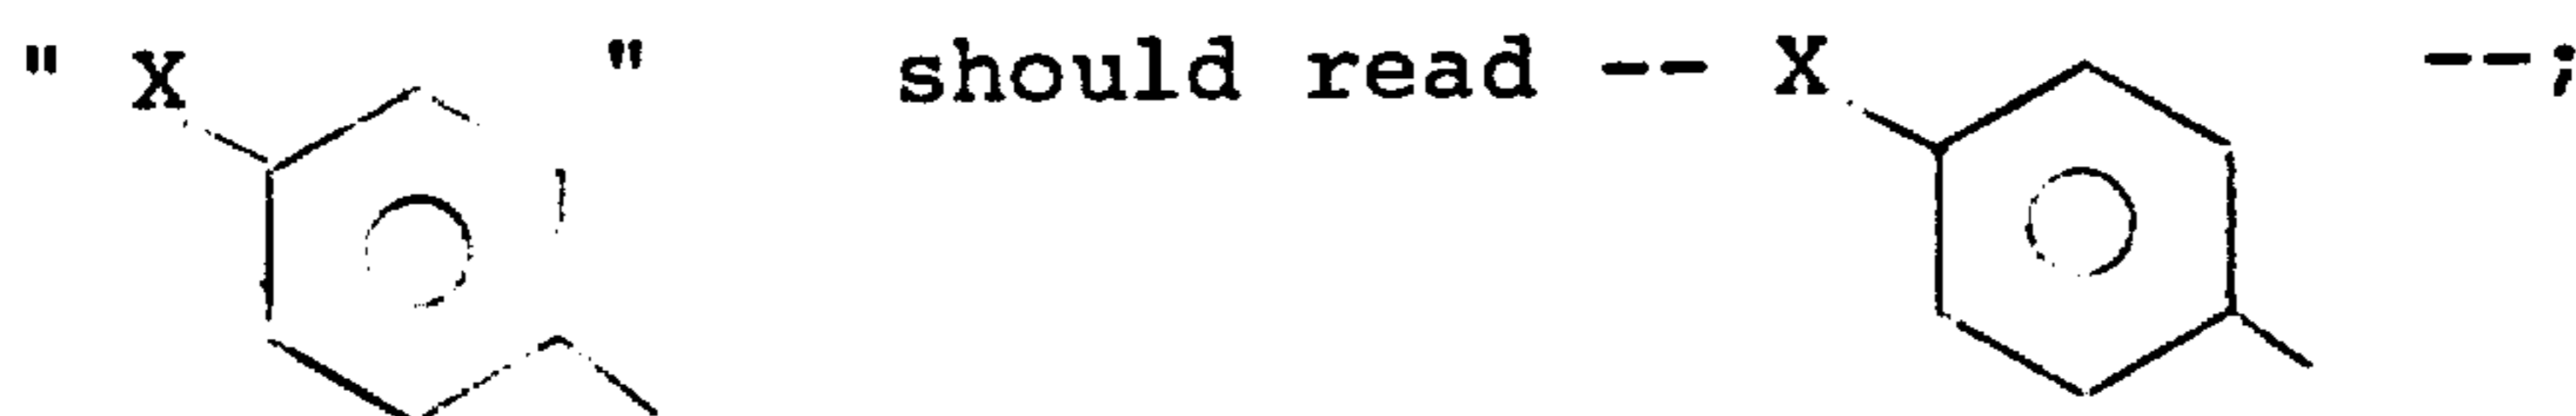 " X " should read -- X --;